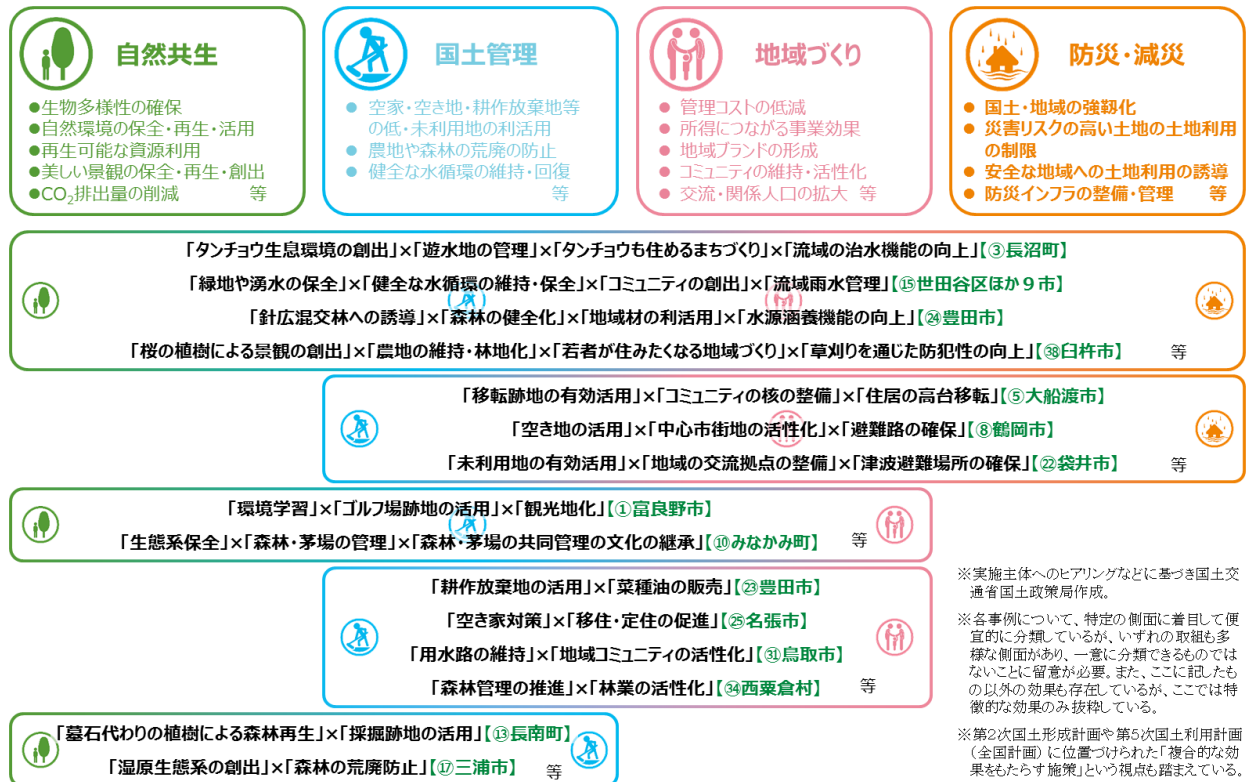 自然共生
●生物多様性の確保
●自然環境の保全・再生・活用
●再生可能な資源利用
●美しい景観の保全・再生・創出
●CO₂排出量の削減 等
国土管理
● 空家・空き地・耕作放棄地等
の低・未利用地の利活用
● 農地や森林の荒廃の防止
● 健全な水循環の維持・回復
等
地域づくり
● 管理コストの低減
● 所得につながる事業効果
● 地域ブランドの形成
● コミュニティの維持・活性化
● 交流・関係人口の拡大 等
防災・減災
● 国土・地域の強靱化
● 災害リスクの高い土地の土地利用
の制限
● 安全な地域への土地利用の誘導
● 防災インフラの整備・管理 等
「タンチョウ生息環境の創出」×「遊水地の管理」×「タンチョウも住めるまちづくり」×「流域の治水機能の向上」【③長沼町】
「緑地や湧水の保全」×「健全な水循環の維持・保全」×「コミュニティの創出」×「流域雨水管理」【⑮世田谷区ほか9市】
「針広混交林への誘導」×「森林の健全化」×「地域材の利活用」×「水源涵養機能の向上」【㉔豊田市】
「桜の植樹による景観の創出」×「農地の維持・林地化」×「若者が住みたくなる地域づくり」×「草刈りを通じた防犯性の向上」【㊳臼杵市】 等
「移転跡地の有効活用」×「コミュニティの核の整備」×「住居の高台移転」【⑤大船渡市】
「空き地の活用」×「中心市街地の活性化」×「避難路の確保」【⑧鶴岡市】
「未利用地の有効活用」×「地域の交流拠点の整備」×「津波避難場所の確保」【㉒袋井市】 等
「環境学習」×「ゴルフ場跡地の活用」×「観光地化」【①富良野市】
「生態系保全」×「森林・茅場の管理」×「森林・茅場の共同管理の文化の継承」【⑩みなかみ町】 等
「耕作放棄地の活用」×「菜種油の販売」【㉓豊田市】
「空き家対策」×「移住・定住の促進」【㉕名張市】
「用水路の維持」×「地域コミュニティの活性化」【㉛鳥取市】
「森林管理の推進」×「林業の活性化」【㉞西粟倉村】 等
「墓石代わりの植樹による森林再生」×「採掘跡地の活用」【⑬長南町】
「湿原生態系の創出」×「森林の荒廃防止」【⑰三浦市】 等
※実施主体へのヒアリングなどに基づき国土交
通省国土政策局作成。
※各事例について、特定の側面に着目して便
宜的に分類しているが、いずれの取組も多
様な側面があり、一意に分類できるものでは
ないことに留意が必要。また、ここに記したも
の以外の効果も存在しているが、ここでは特
徴的な効果のみ抜粋している。
※第2次国土形成計画や第5次国土利用計画
(全国計画)に位置づけられた「複合的な効
果をもたらす施策」という視点も踏まえている。